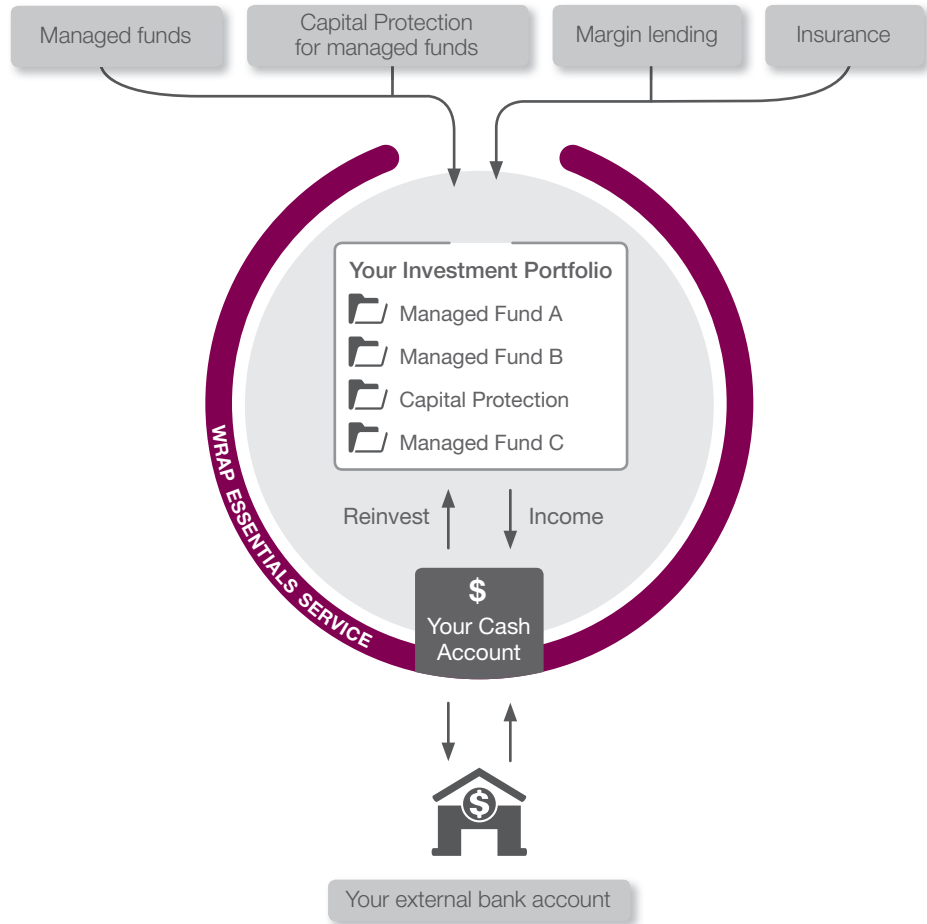 Managed funds
Capital Protection
for managed funds
Margin lending
Insurance
Your Investment Portfolio
Managed Fund A
Managed Fund B
Capital Protection
Managed Fund C
Reinvest
Income
WRAP ESSENTIALS SERVICE
$
Your Cash
Account
$
Your external bank account